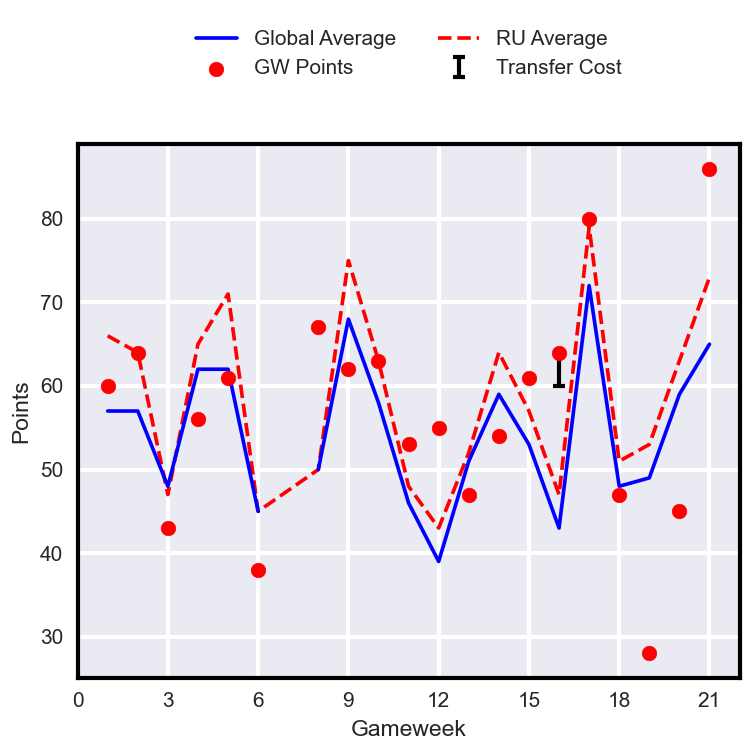 Global Average
RU Average
GW Points
Transfer Cost
80
70
60
50
40
30
Points
0 3 6 9 12 15 18 21
Gameweek